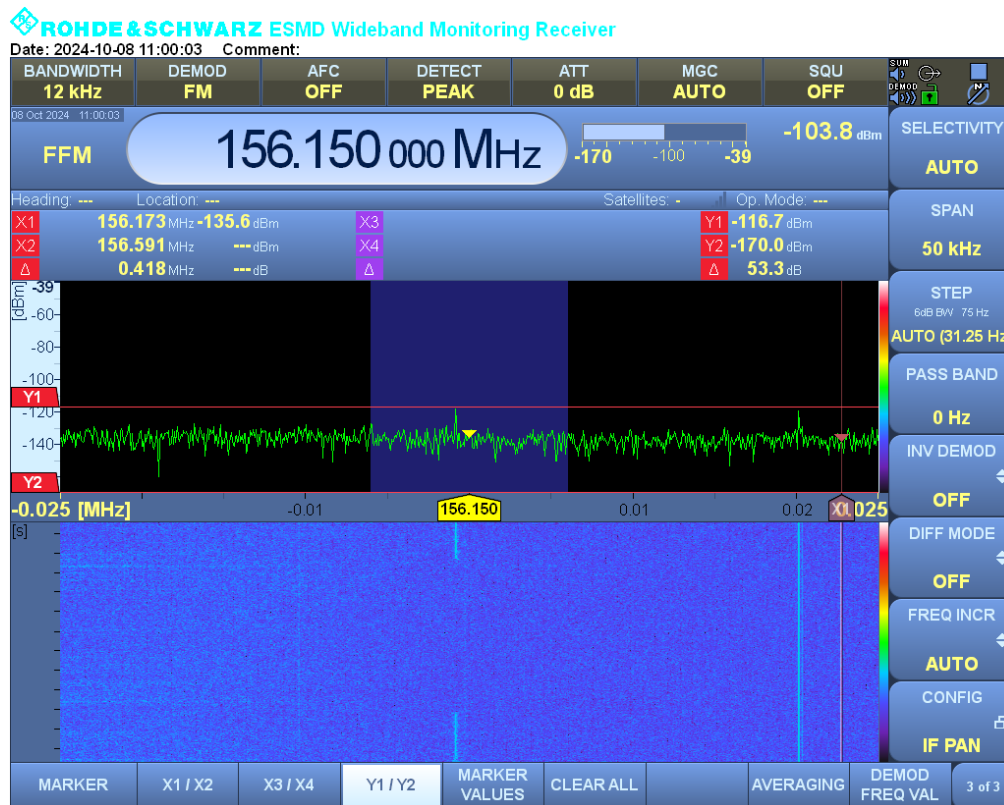 ROHDE & SCHWARZ ESMD Wideband Monitoring Receiver
Date: 2024-10-08 11:00:03 Comment:
BANDWIDTH DEMOD AFC DETECT ATT MGC SQU
12 kHz FM OFF PEAK 0 dB AUTO OFF
SUM
DEMOD
N
08 Oct 2024 11:00:03
FFM 156.150 000 MHz
-170 -100 -39
-103.8 dBm
Heading: --- Location: --- Satellites: - Op. Mode: ---
X1 156.173 MHz -135.6 dBm X3 Y1 -116.7 dBm
X2 156.591 MHz --- dBm X4 Y2 -170.0 dBm
Δ 0.418 MHz --- dB Δ Δ 53.3 dB
[dBm]
-39
-60
-80
-100
Y1
-120
-140
Y2
-0.025 [MHz] -0.01 156.150 0.01 0.02 X1 025
[s]
SELECTIVITY
AUTO
SPAN
50 kHz
STEP
6dB BW 75 Hz
AUTO (31.25 Hz
PASS BAND
0 Hz
INV DEMOD
OFF
DIFF MODE
OFF
FREQ INCR
AUTO
CONFIG
IF PAN
MARKER X1 / X2 X3 / X4 Y1 / Y2 MARKER VALUES CLEAR ALL AVERAGING DEMOD FREQ VAL 3 of 3